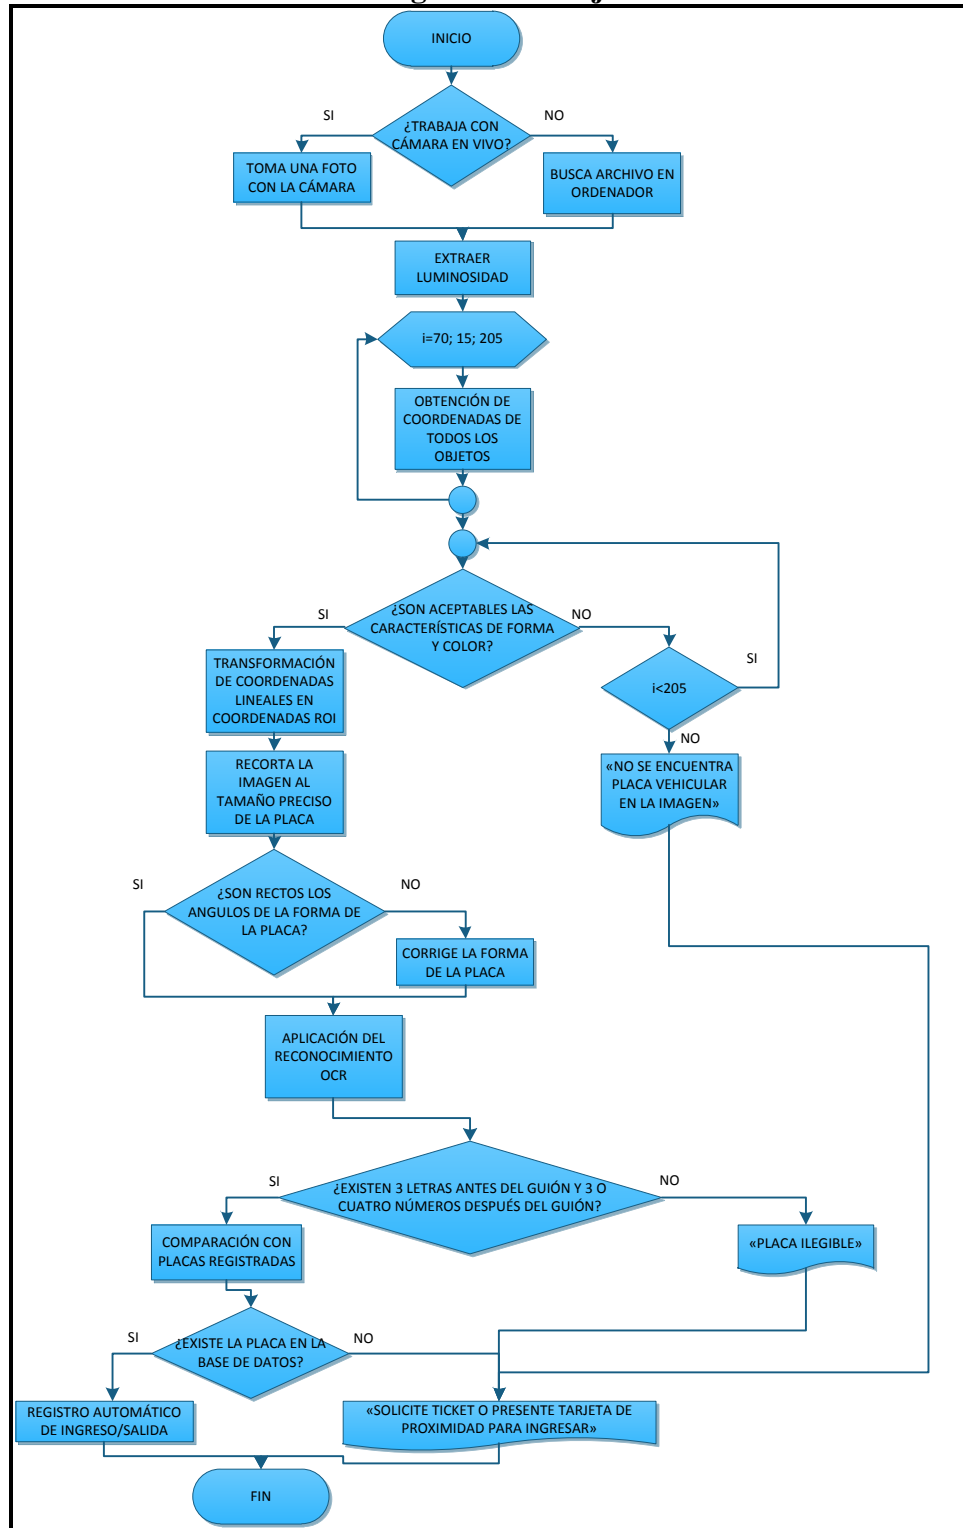 INICIO
SI
NO
¿TRABAJA CON
CÁMARA EN VIVO?
TOMA UNA FOTO
CON LA CÁMARA
BUSCA ARCHIVO EN
ORDENADOR
EXTRAER
LUMINOSIDAD
i=70; 15; 205
OBTENCIÓN DE
COORDENADAS DE
TODOS LOS
OBJETOS
SI
NO
¿SON ACEPTABLES LAS
CARACTERÍSTICAS DE FORMA
Y COLOR?
SI
TRANSFORMACIÓN
DE COORDENADAS
LINEALES EN
COORDENADAS ROI
i<205
NO
RECORTA LA
IMAGEN AL
TAMAÑO PRECISO
DE LA PLACA
«NO SE ENCUENTRA
PLACA VEHICULAR
EN LA IMAGEN»
SI
NO
¿SON RECTOS LOS
ANGULOS DE LA FORMA DE
LA PLACA?
CORRIGE LA FORMA
DE LA PLACA
APLICACIÓN DEL
RECONOCIMIENTO
OCR
SI
NO
¿EXISTEN 3 LETRAS ANTES DEL GUIÓN Y 3 O
CUATRO NÚMEROS DESPUÉS DEL GUIÓN?
COMPARACIÓN CON
PLACAS REGISTRADAS
«PLACA ILEGIBLE»
SI
NO
¿EXISTE LA PLACA EN LA
BASE DE DATOS?
REGISTRO AUTOMÁTICO
DE INGRESO/SALIDA
«SOLICITE TICKET O PRESENTE TARJETA DE
PROXIMIDAD PARA INGRESAR»
FIN